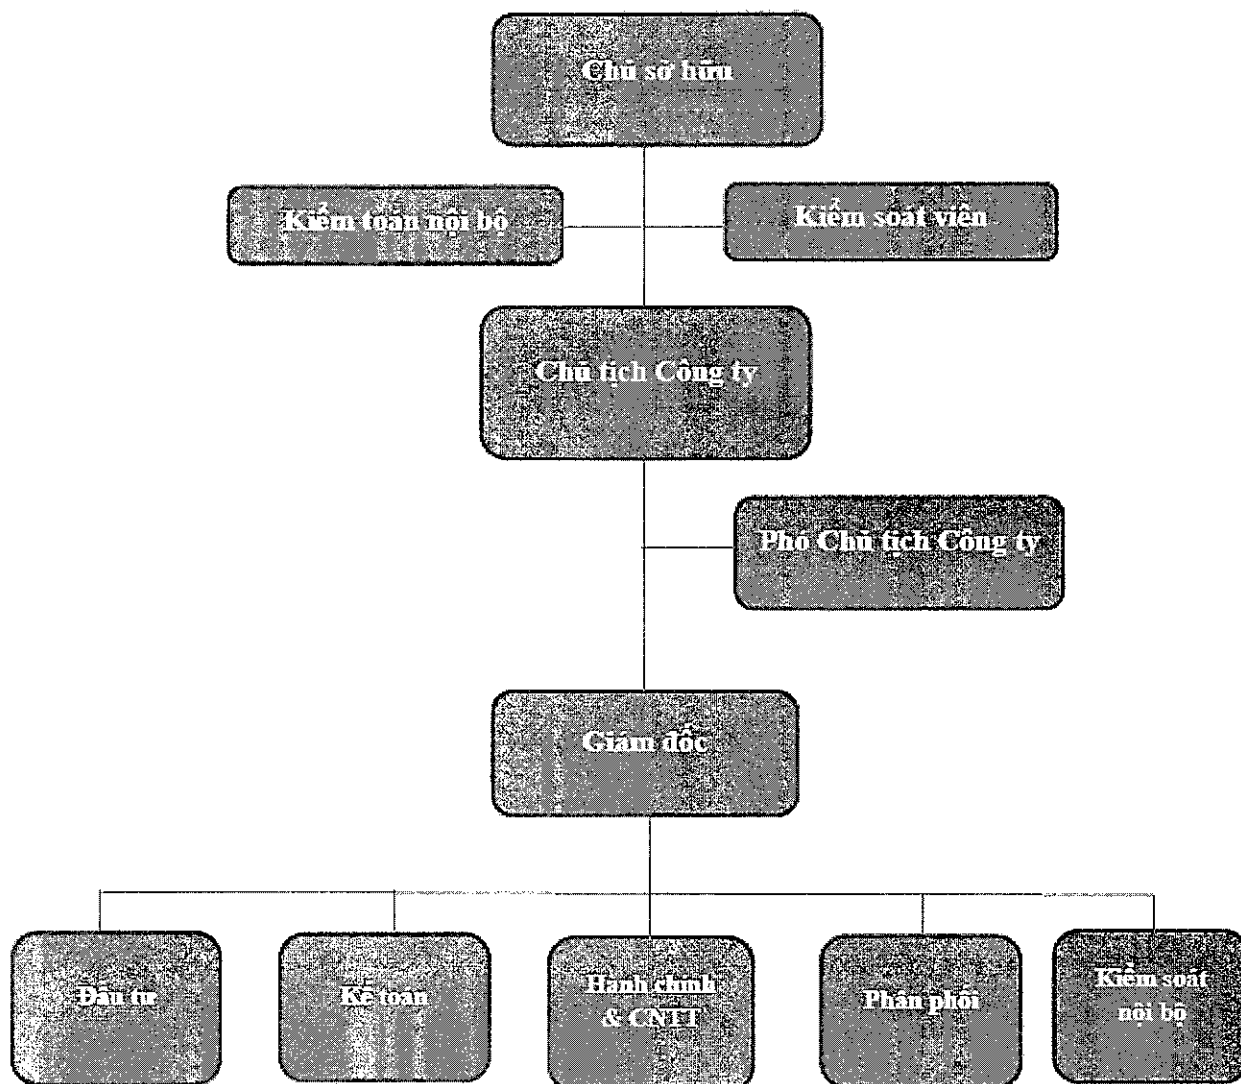 Chủ sở hữu
Kiểm toán nội bộ
Kiểm soát viên
Chủ tịch Công ty
Phó Chủ tịch Công ty
Giám đốc
Đầu tư
Kế toán
Hành chính
& CNTT
Phân phối
Kiểm soát
nội bộ